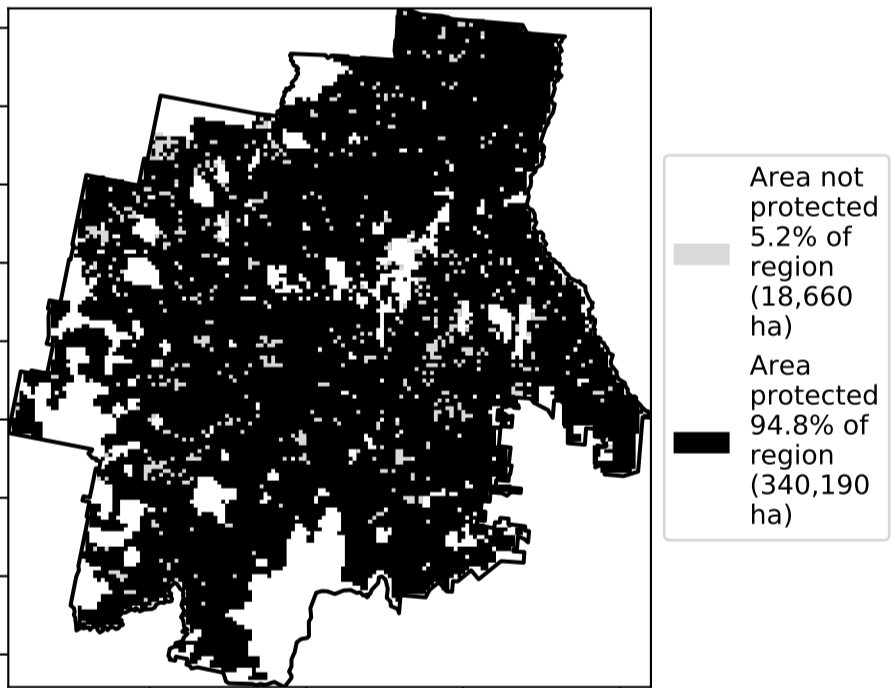 Area not
protected
5.2% of
region
(18,660
ha)
Area
protected
94.8% of
region
(340,190
ha)